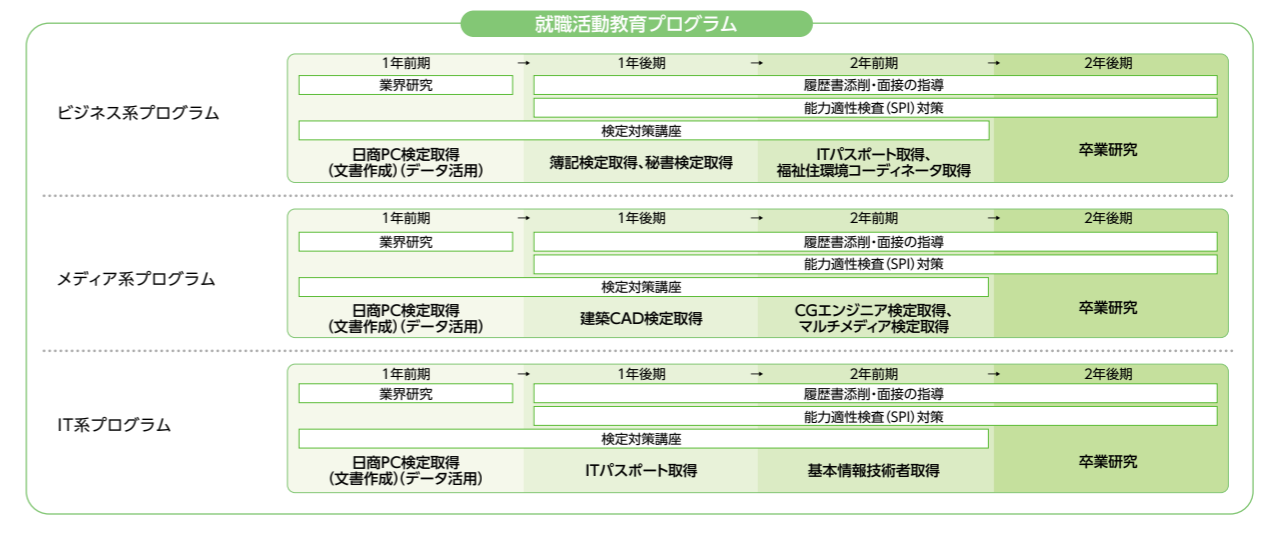 就職活動教育プログラム
ビジネス系プログラム
1年前期 → 1年後期 → 2年前期 → 2年後期
業界研究
履歴書添削・面接の指導
能力適性検査(SPI)対策
検定対策講座
日商PC検定取得
(文書作成)(データ活用)
簿記検定取得、秘書検定取得
ITパスポート取得、
福祉住環境コーディネータ取得
卒業研究
メディア系プログラム
1年前期 → 1年後期 → 2年前期 → 2年後期
業界研究
履歴書添削・面接の指導
能力適性検査(SPI)対策
検定対策講座
日商PC検定取得
(文書作成)(データ活用)
建築CAD検定取得
CGエンジニア検定取得、
マルチメディア検定取得
卒業研究
IT系プログラム
1年前期 → 1年後期 → 2年前期 → 2年後期
業界研究
履歴書添削・面接の指導
能力適性検査(SPI)対策
検定対策講座
日商PC検定取得
(文書作成)(データ活用)
ITパスポート取得
基本情報技術者取得
卒業研究